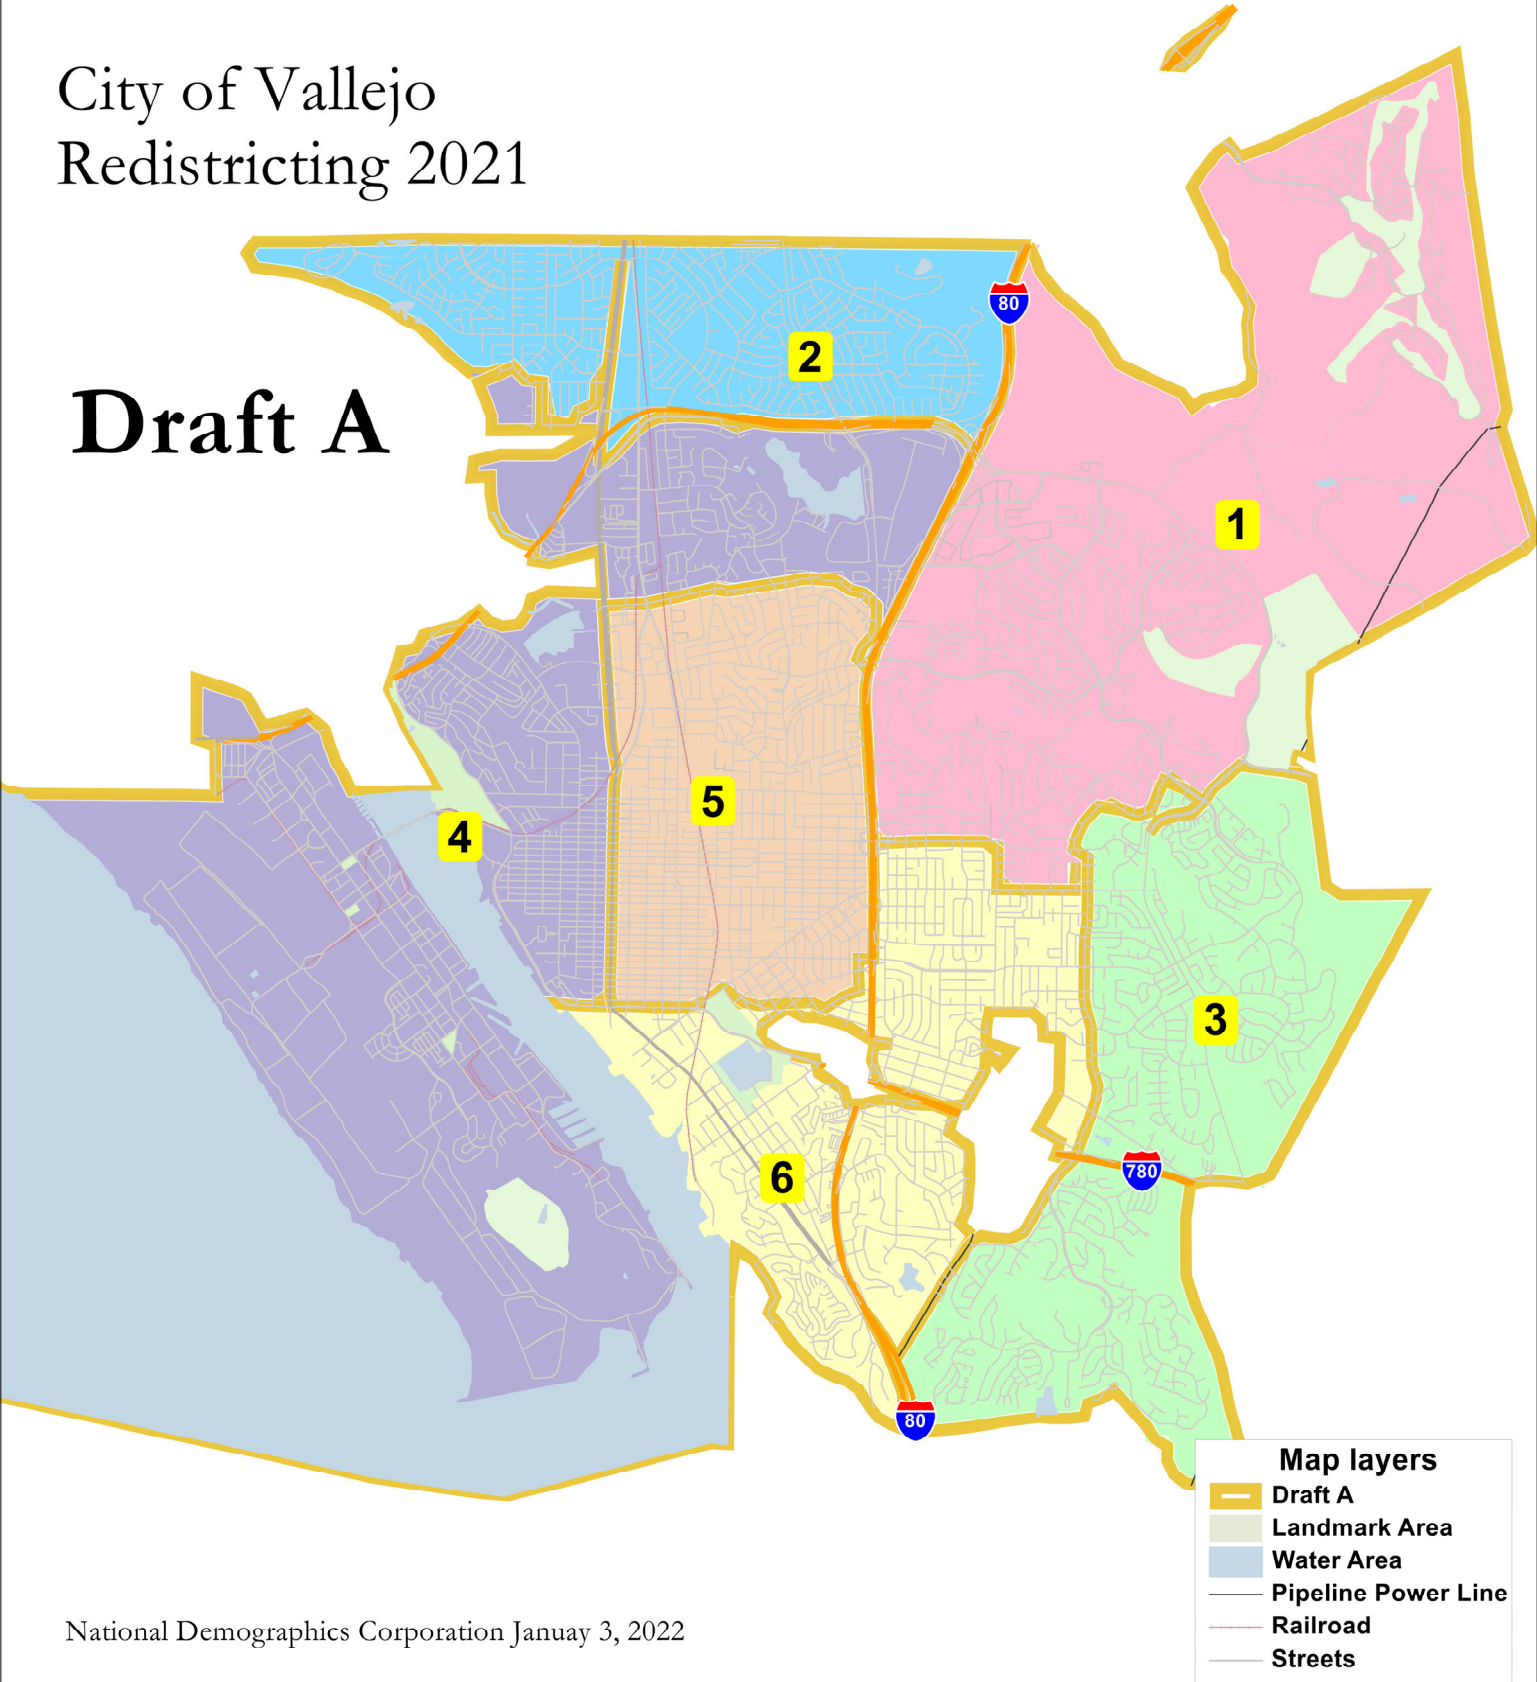 City of Vallejo
Redistricting 2021
Draft A
80
2
1
5
4
3
780
6
80
Map layers
Draft A
Landmark Area
Water Area
Pipeline Power Line
Railroad
Streets
National Demographics Corporation Januay 3, 2022